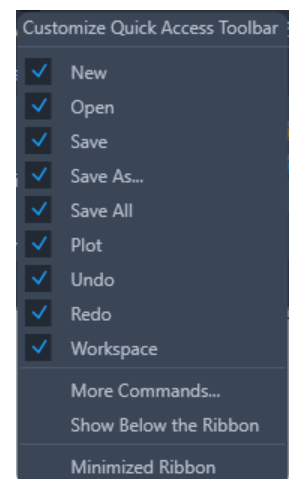 Customize Quick Access Toolbar
New
Open
Save
Save As...
Save All
Plot
Undo
Redo
Workspace
More Commands...
Show Below the Ribbon
Minimized Ribbon